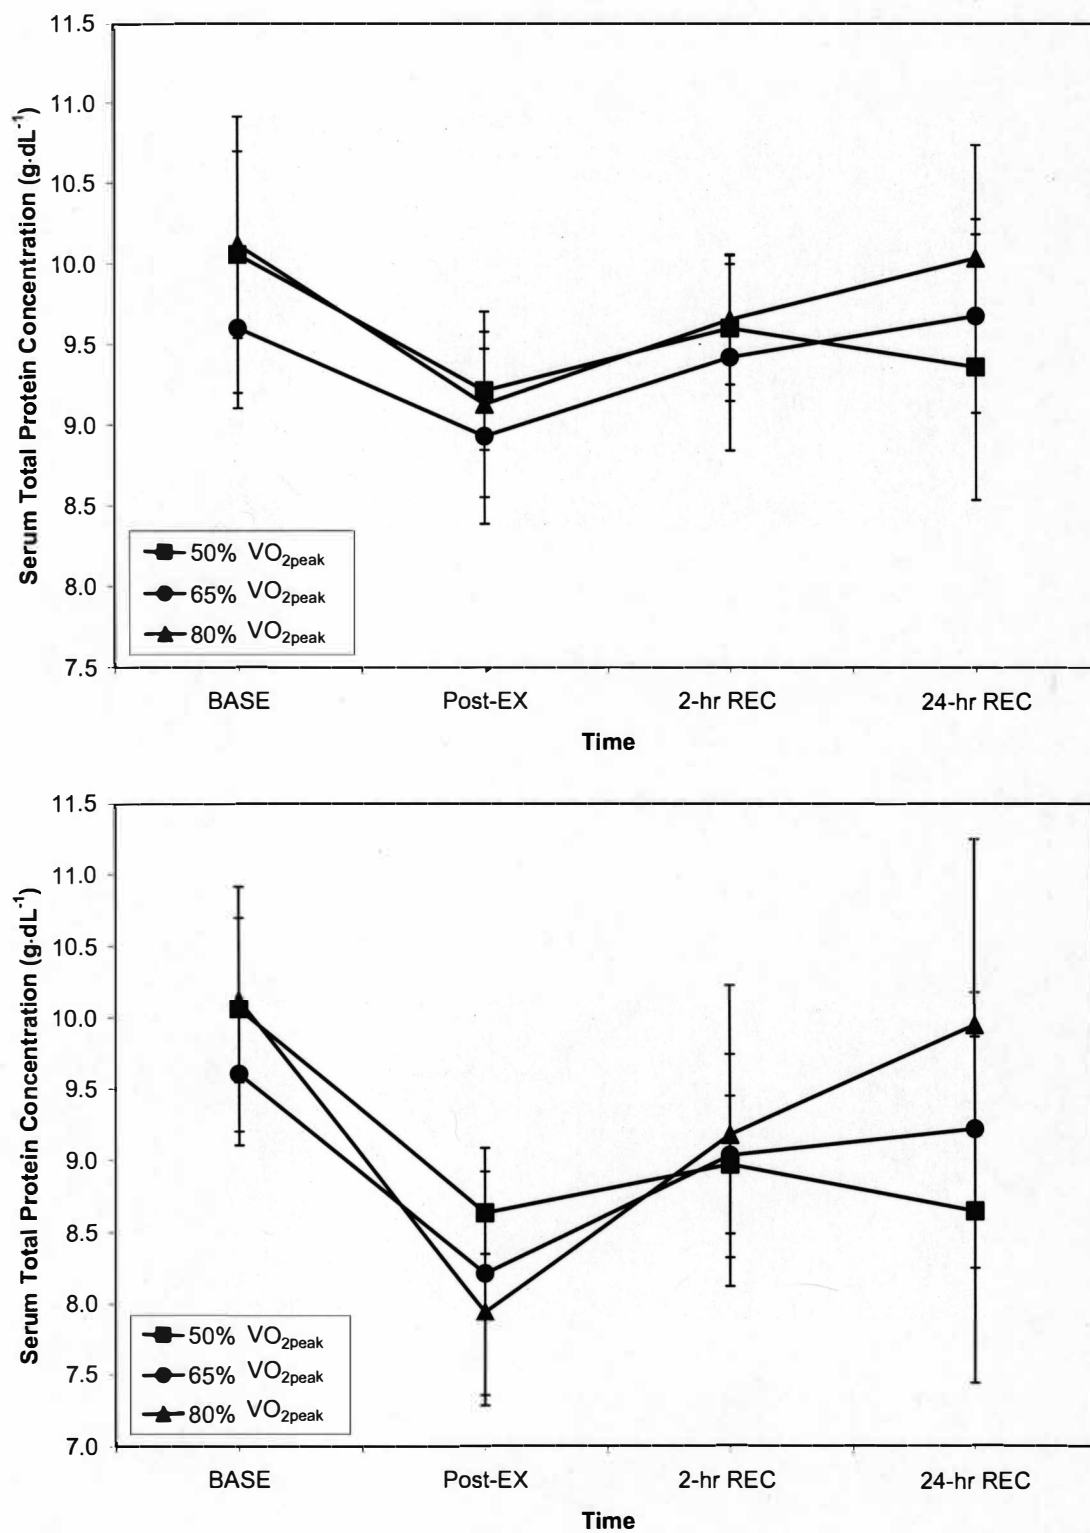 Serum Total Protein Concentration (g·dL⁻¹)
11.5
11.0
10.5
10.0
9.5
9.0
8.5
8.0
7.5
50% VO₂peak
65% VO₂peak
80% VO₂peak
BASE Post-EX 2-hr REC 24-hr REC
Time
Serum Total Protein Concentration (g·dL⁻¹)
11.5
11.0
10.5
10.0
9.5
9.0
8.5
8.0
7.5
7.0
50% VO₂peak
65% VO₂peak
80% VO₂peak
BASE Post-EX 2-hr REC 24-hr REC
Time